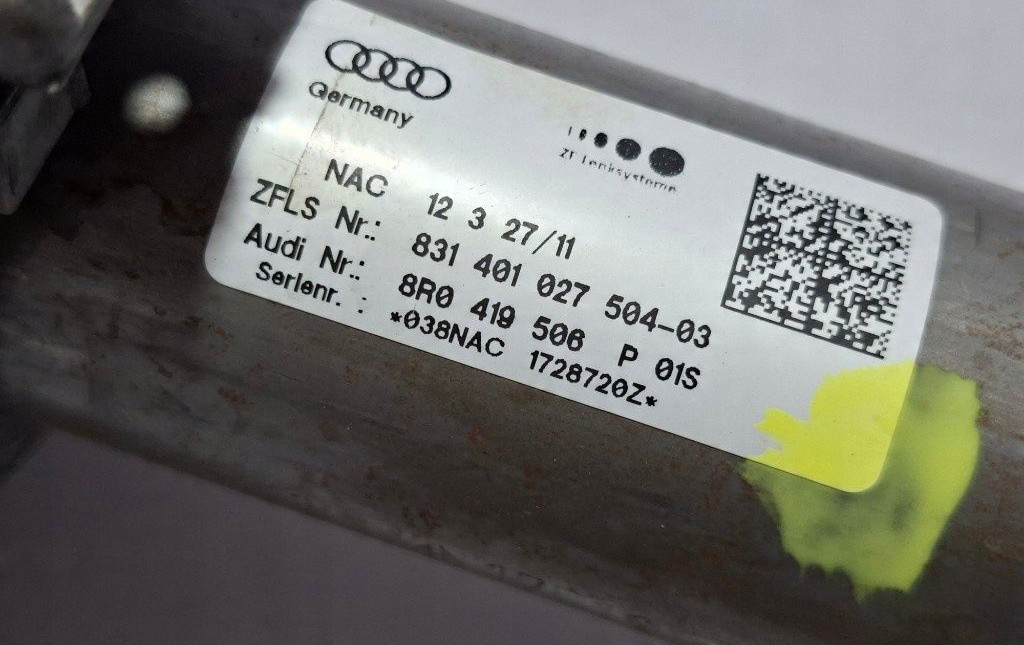 Germany
ZF Lenksysteme
NAC 12 3 27/11
ZFLS Nr.: 831 401 027 504-03
Audi Nr.: 8R0 419 506 P 01S
Serienr. : *038NAC 1728720Z*